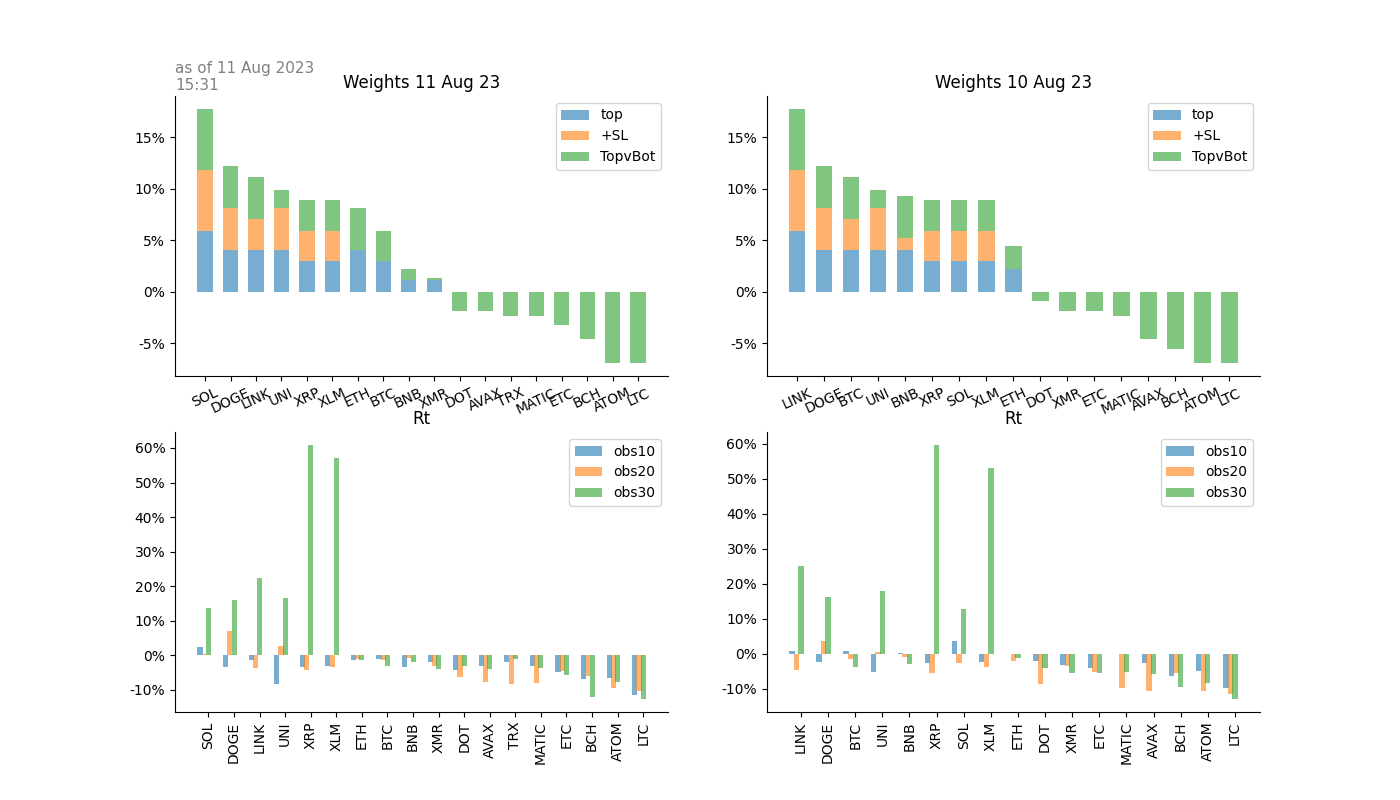 as of 11 Aug 2023
15:31
Weights 11 Aug 23
15%
10%
5%
0%
-5%
top
+SL
TopvBot
SOL DOGE LINK UNI XRP XLM ETH BTC BNB XMR DOT AVAX TRX MATIC ETC BCH ATOM LTC
Weights 10 Aug 23
15%
10%
5%
0%
-5%
top
+SL
TopvBot
LINK DOGE BTC UNI BNB XRP SOL XLM ETH DOT XMR ETC MATIC AVAX BCH ATOM LTC
Rt
60%
50%
40%
30%
20%
10%
0%
-10%
obs10
obs20
obs30
SOL DOGE LINK UNI XRP XLM ETH BTC BNB XMR DOT AVAX TRX MATIC ETC BCH ATOM LTC
Rt
60%
50%
40%
30%
20%
10%
0%
-10%
obs10
obs20
obs30
LINK DOGE BTC UNI BNB XRP SOL XLM ETH DOT XMR ETC MATIC AVAX BCH ATOM LTC